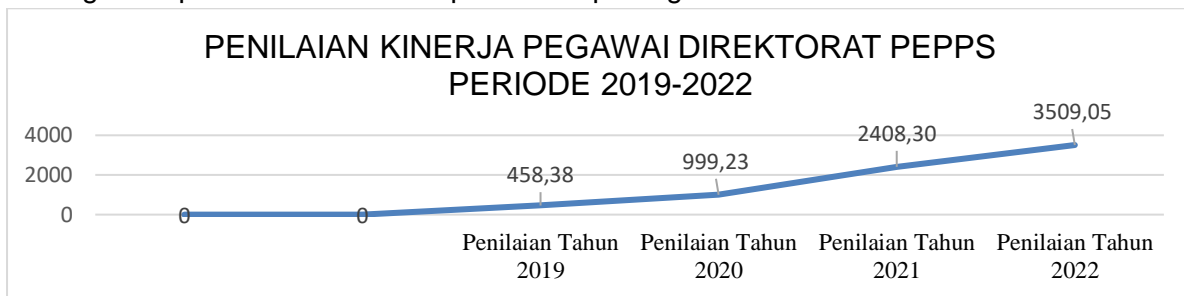 PENILAIAN KINERJA PEGAWAI DIREKTORAT PEPPS
PERIODE 2019-2022
3509,05
4000
2408,30
999,23
2000
458,38
0
0
0
Penilaian Tahun
2019
Penilaian Tahun
2020
Penilaian Tahun
2021
Penilaian Tahun
2022